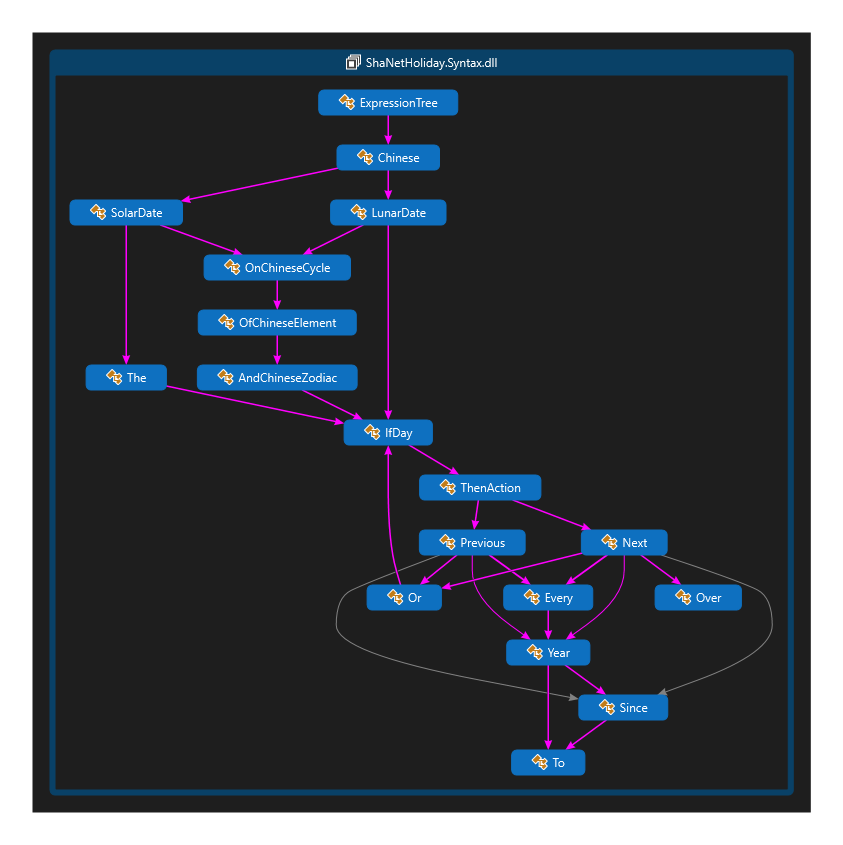 ShaNetHoliday.Syntax.dll
ExpressionTree
Chinese
SolarDate
LunarDate
OnChineseCycle
OfChineseElement
The
AndChineseZodiac
IfDay
ThenAction
Previous
Next
Or
Every
Over
Year
Since
To